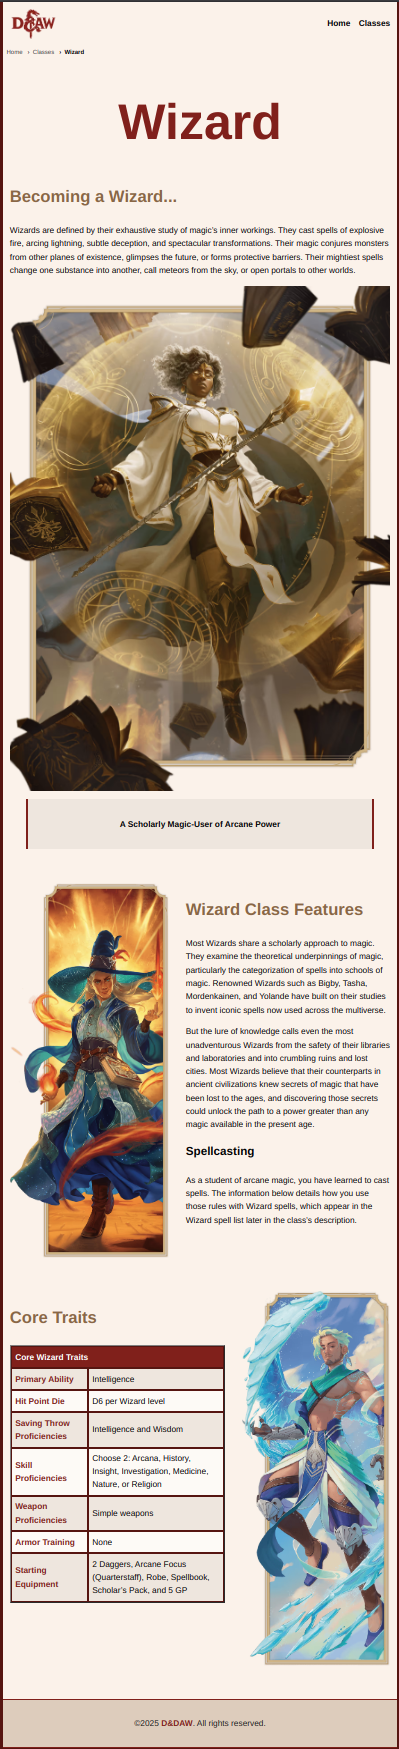 D&DAW
Home Classes
Home › Classes › Wizard
Wizard
Becoming a Wizard...
Wizards are defined by their exhaustive study of magic's inner workings. They cast spells of explosive
fire, arcing lightning, subtle deception, and spectacular transformations. Their magic conjures monsters
from other planes of existence, glimpses the future, or forms protective barriers. Their mightiest spells
change one substance into another, call meteors from the sky, or open portals to other worlds.
A Scholarly Magic-User of Arcane Power
Wizard Class Features
Most Wizards share a scholarly approach to magic.
They examine the theoretical underpinnings of magic,
particularly the categorization of spells into schools of
magic. Renowned Wizards such as Bigby, Tasha,
Mordenkainen, and Yolande have built on their studies
to invent iconic spells now used across the multiverse.
But the lure of knowledge calls even the most
unadventurous Wizards from the safety of their libraries
and laboratories and into crumbling ruins and lost
cities. Most Wizards believe that their counterparts in
ancient civilizations knew secrets of magic that have
been lost to the ages, and discovering those secrets
could unlock the path to a power greater than any
magic available in the present age.
Spellcasting
As a student of arcane magic, you have learned to cast
spells. The information below details how you use
those rules with Wizard spells, which appear in the
Wizard spell list later in the class's description.
Core Traits
Core Wizard Traits
Primary Ability Intelligence
Hit Point Die D6 per Wizard level
Saving Throw
Proficiencies
Intelligence and Wisdom
Skill
Proficiencies
Choose 2: Arcana, History,
Insight, Investigation, Medicine,
Nature, or Religion
Weapon
Proficiencies
Simple weapons
Armor Training None
Starting
Equipment
2 Daggers, Arcane Focus
(Quarterstaff), Robe, Spellbook,
Scholar's Pack, and 5 GP
©2025 D&DAW. All rights reserved.